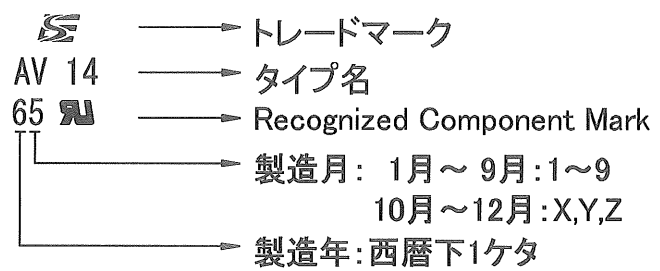 SE トレードマーク
AV 14 タイプ名
65 RU Recognized Component Mark
製造月： 1月～ 9月：1～9
10月～12月：X,Y,Z
製造年：西暦下1ケタ